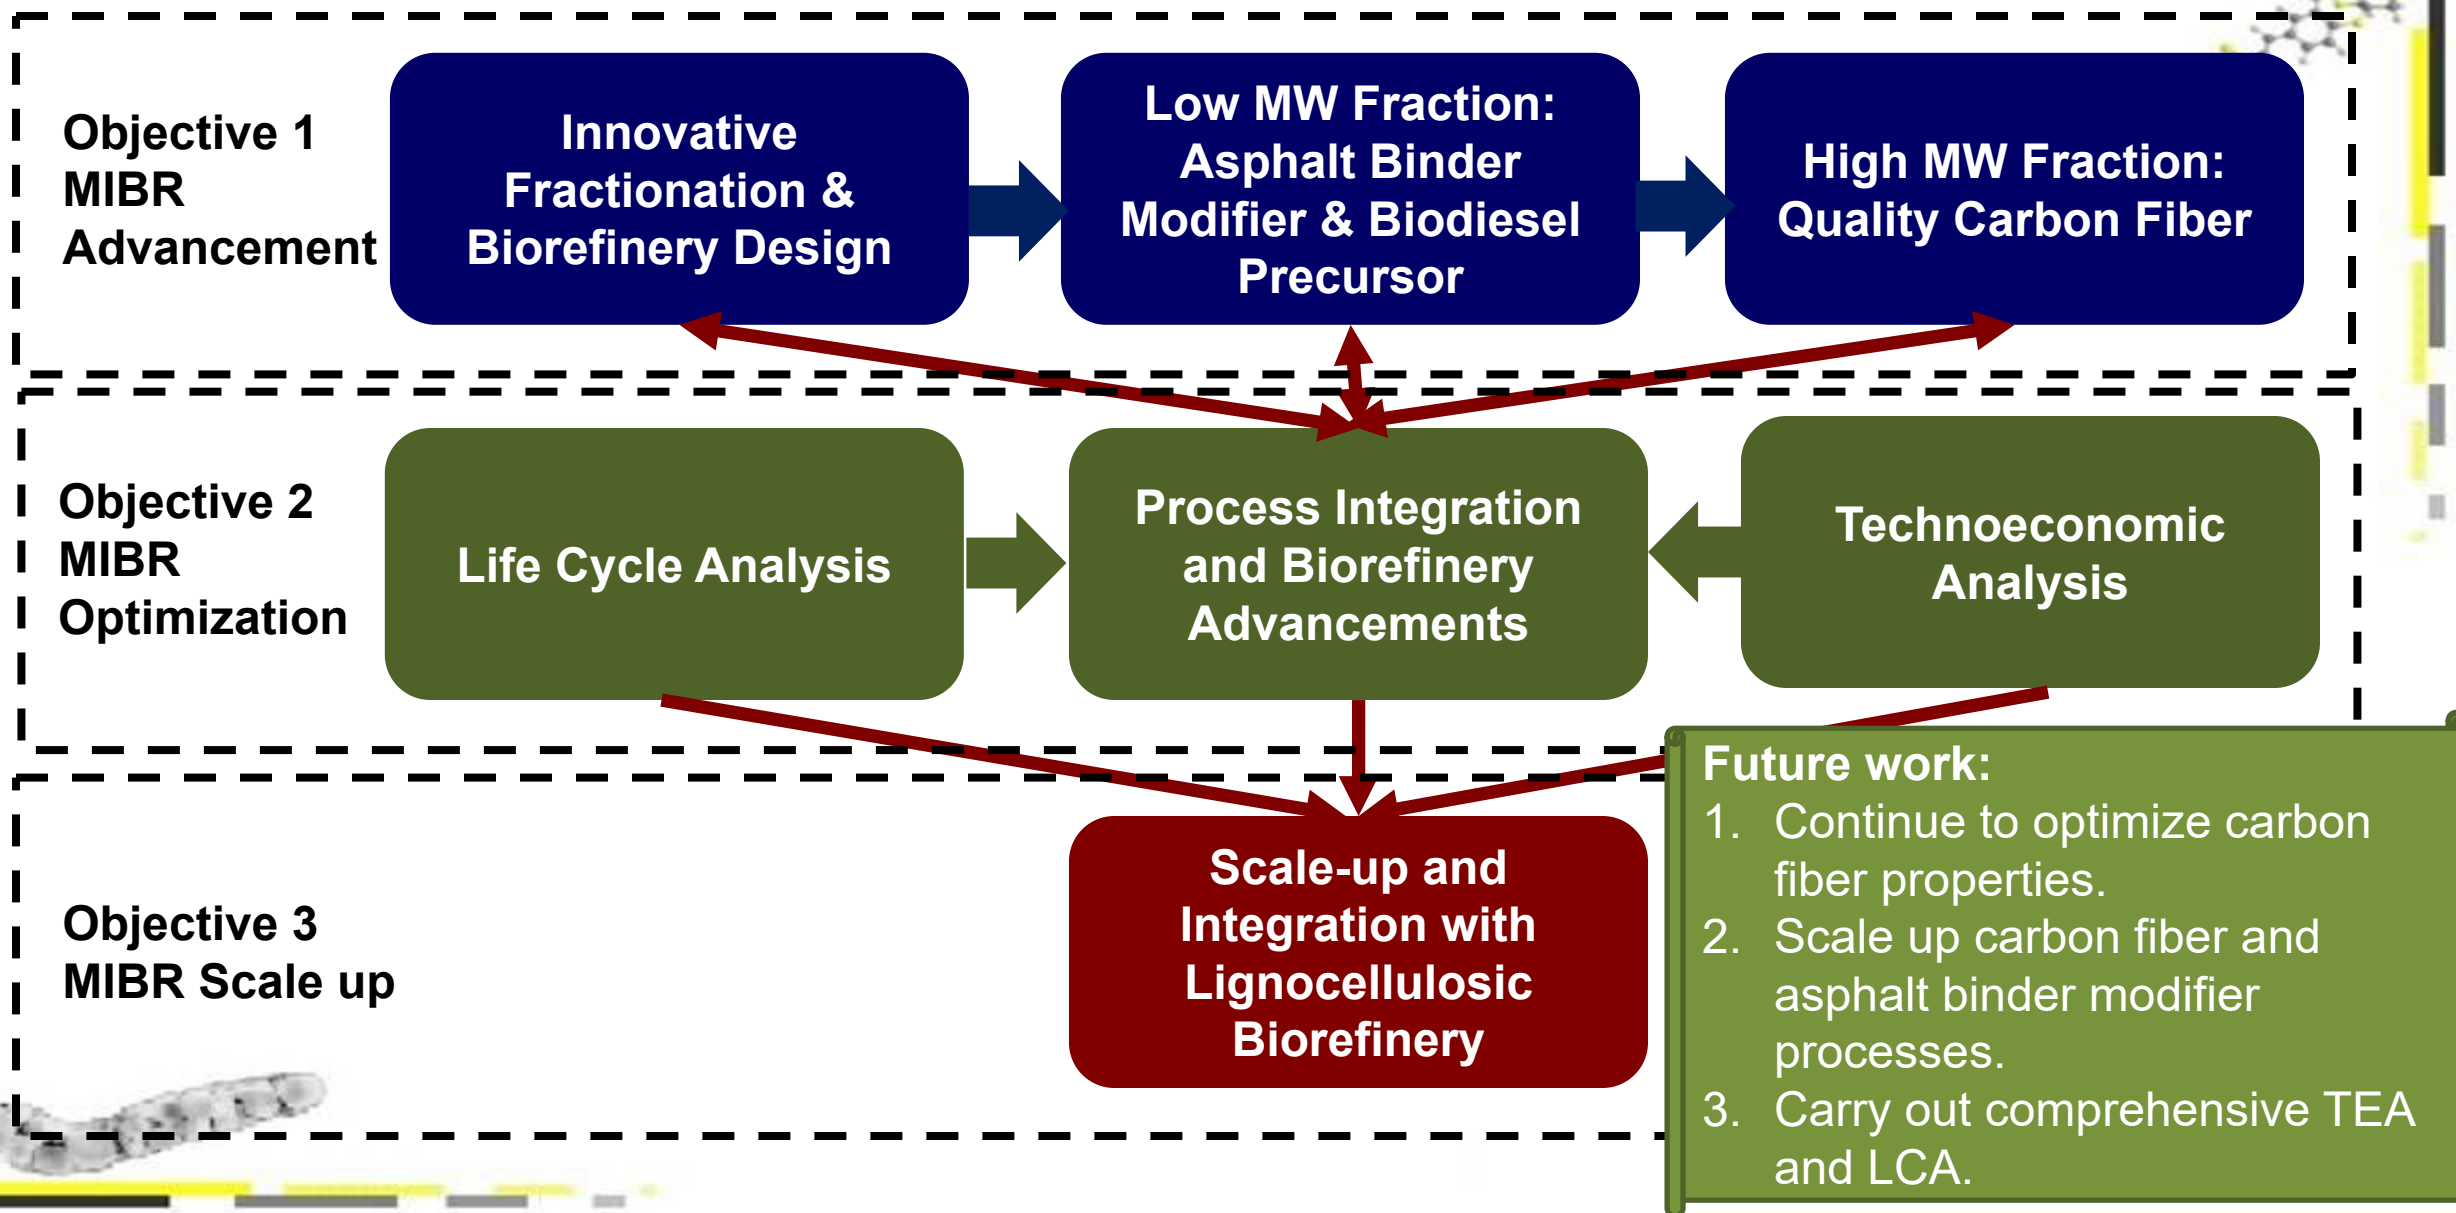 Objective 1
MIBR
Advancement
Innovative
Fractionation &
Biorefinery Design
Low MW Fraction:
Asphalt Binder
Modifier & Biodiesel
Precursor
High MW Fraction:
Quality Carbon Fiber
Objective 2
MIBR
Optimization
Life Cycle Analysis
Process Integration
and Biorefinery
Advancements
Technoeconomic
Analysis
Objective 3
MIBR Scale up
Scale-up and
Integration with
Lignocellulosic
Biorefinery
Future work:
1. Continue to optimize carbon
fiber properties.
2. Scale up carbon fiber and
asphalt binder modifier
processes.
3. Carry out comprehensive TEA
and LCA.